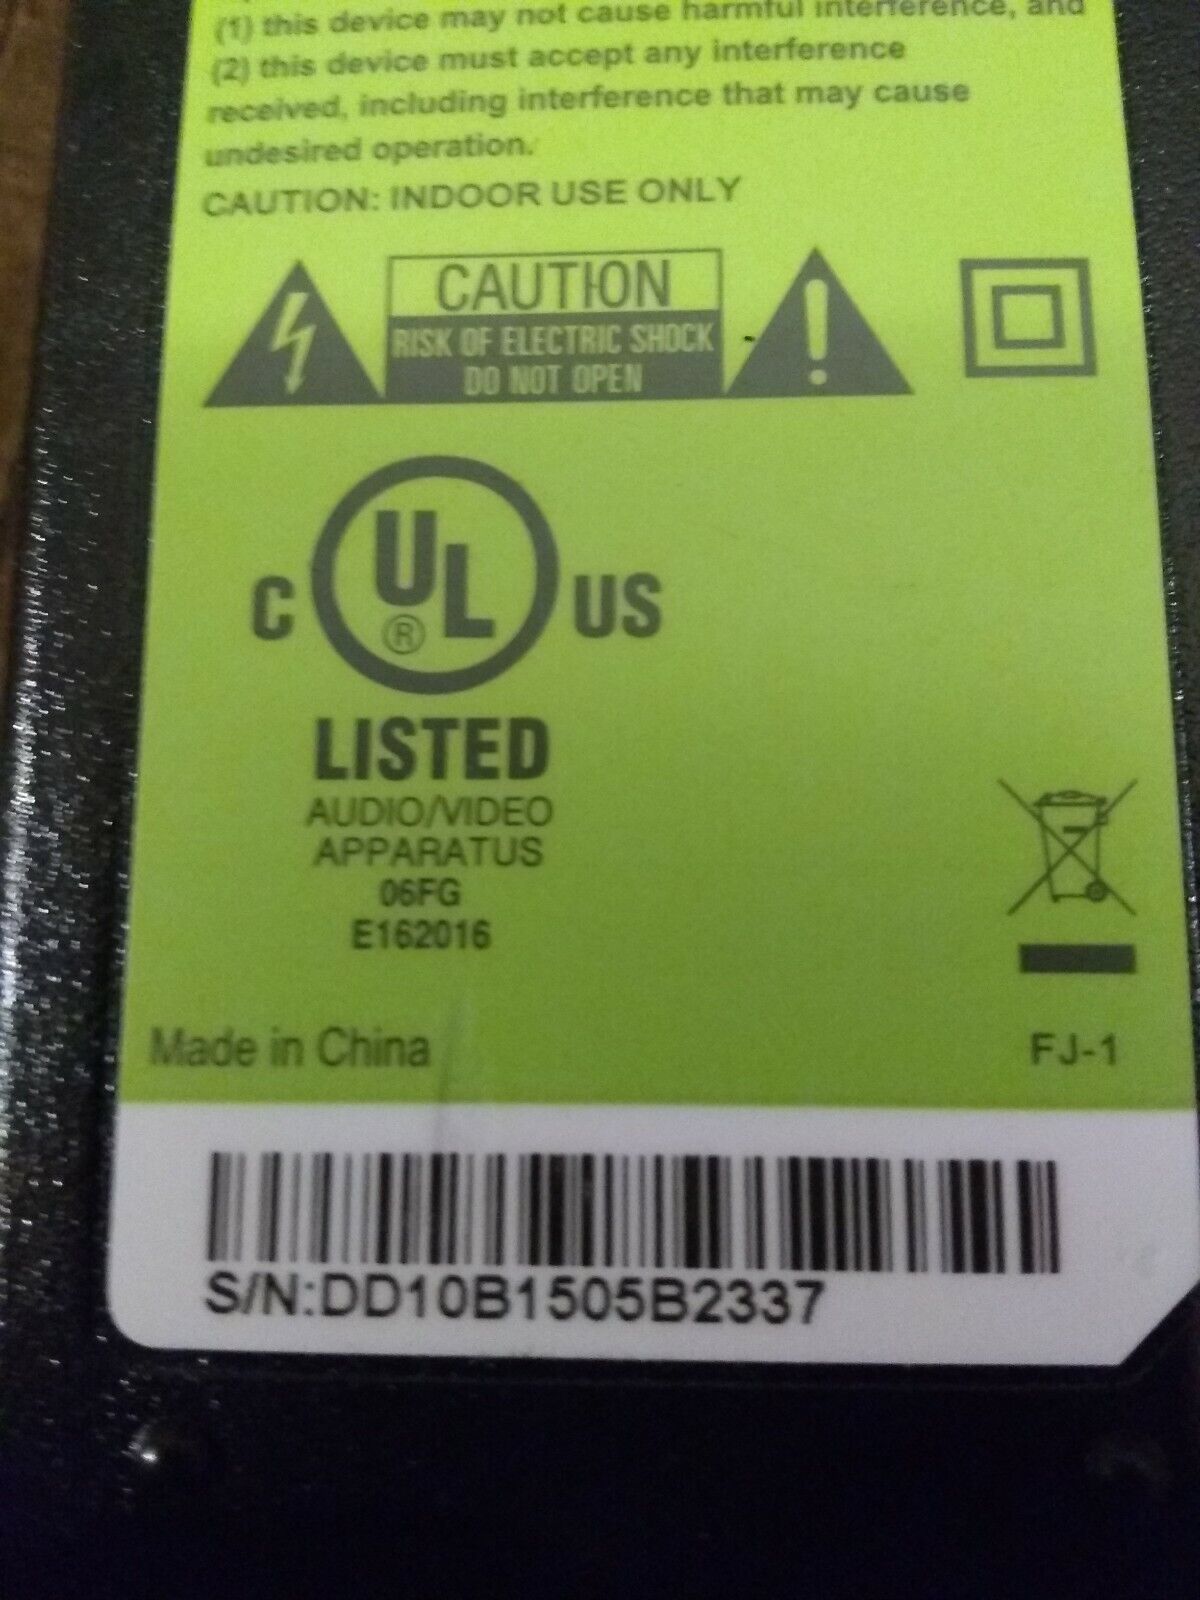 (1) this device may not cause harmful interference, and
(2) this device must accept any interference
received, including interference that may cause
undesired operation.
CAUTION: INDOOR USE ONLY
CAUTION
RISK OF ELECTRIC SHOCK
DO NOT OPEN
C UL ® US
LISTED
AUDIO/VIDEO
APPARATUS
06FG
E162016
Made in China
FJ-1
S/N:DD10B1505B2337